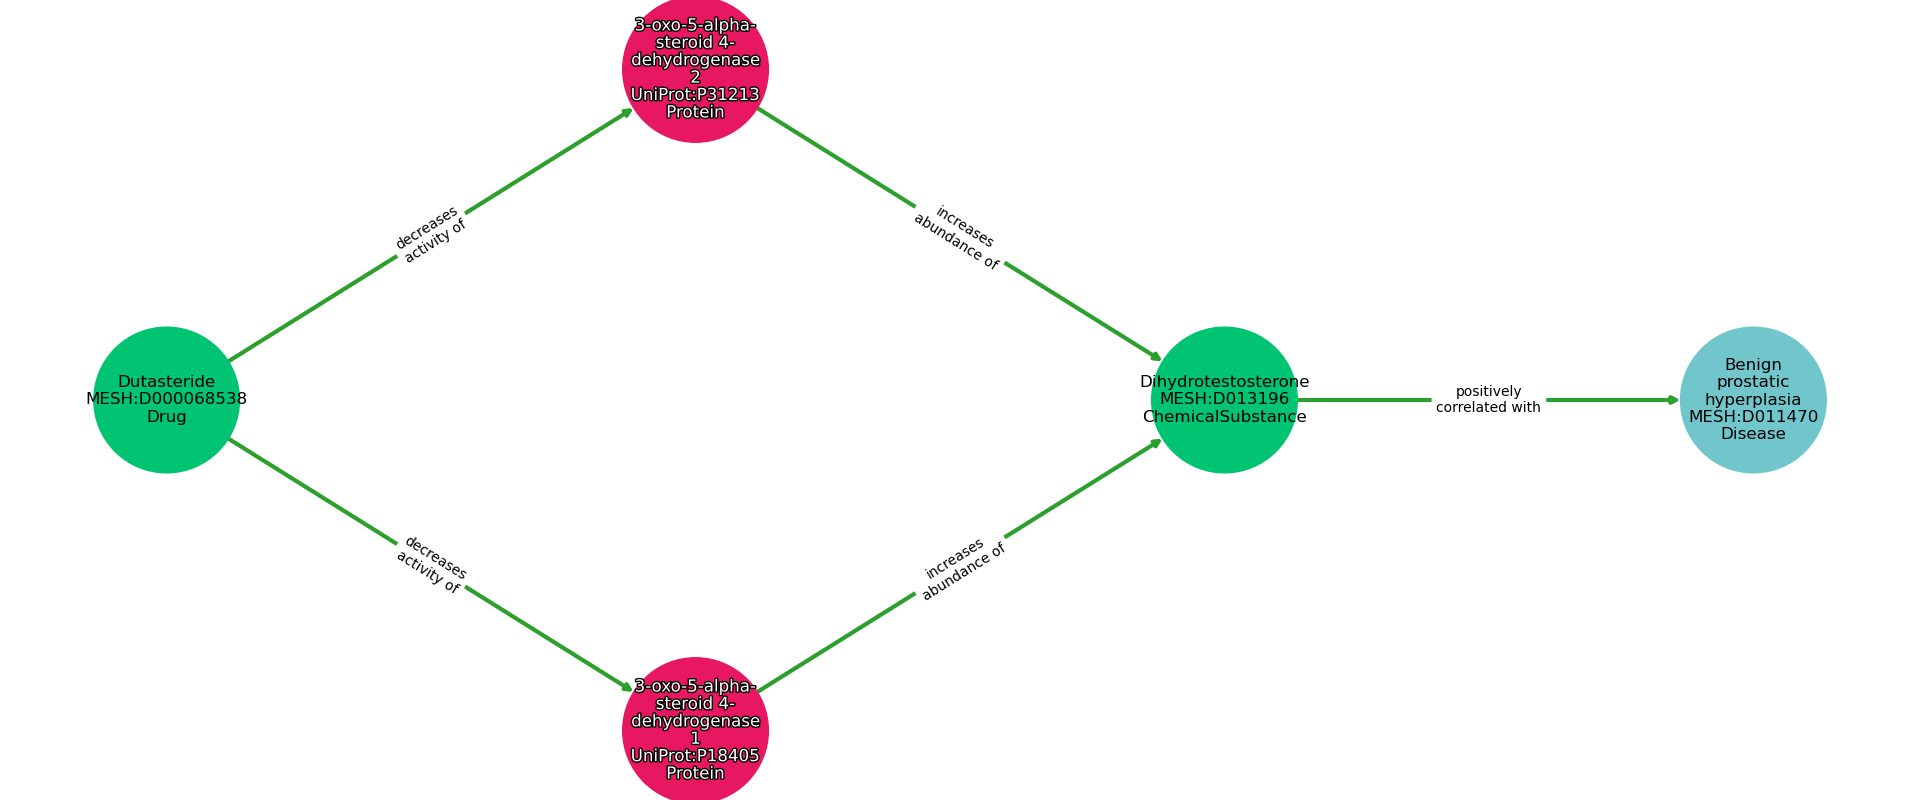 3-oxo-5-alpha-
steroid 4-
dehydrogenase
2
UniProt:P31213
Protein
decreases
activity of
increases
abundance of
Dutasteride
MESH:D000068538
Drug
Dihydrotestosterone
MESH:D013196
ChemicalSubstance
positively
correlated with
Benign
prostatic
hyperplasia
MESH:D011470
Disease
decreases
activity of
increases
abundance of
3-oxo-5-alpha-
steroid 4-
dehydrogenase
1
UniProt:P18405
Protein